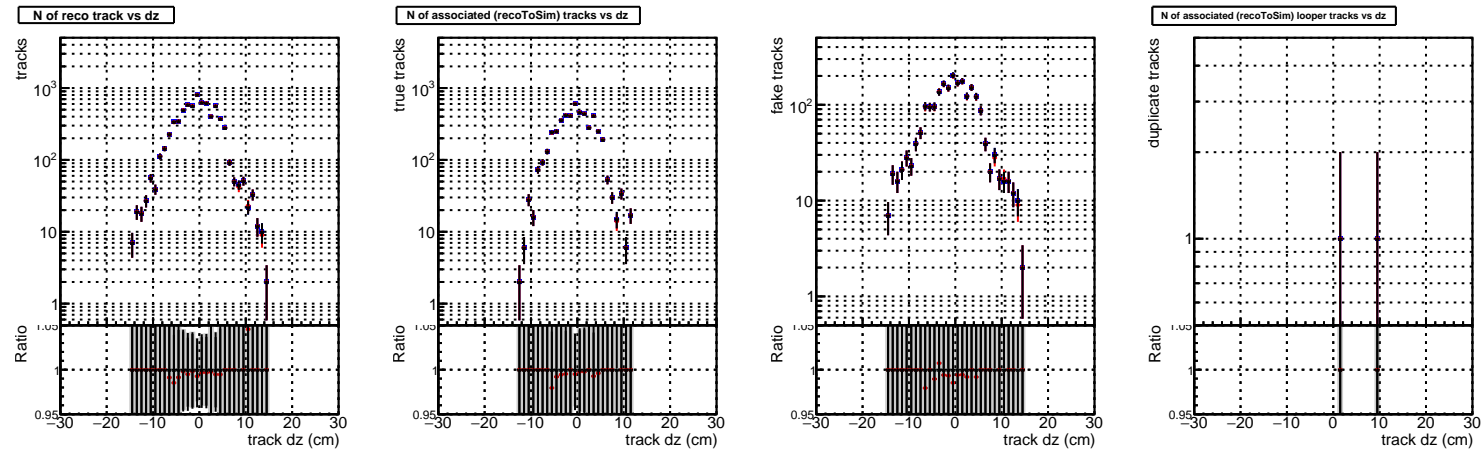 N of reco track vs dz
tracks
10³
10²
10
1
Ratio
1.05
1
0.95
−30 −20 −10 0 10 20 30
track dz (cm)
N of associated (recoToSim) tracks vs dz
true tracks
10³
10²
10
1
Ratio
1.05
1
0.95
−30 −20 −10 0 10 20 30
track dz (cm)
fake tracks
10²
10
1
Ratio
1.05
1
0.95
−30 −20 −10 0 10 20 30
track dz (cm)
N of associated (recoToSim) looper tracks vs dz
duplicate tracks
1
Ratio
1.05
1
0.95
−30 −20 −10 0 10 20 30
track dz (cm)